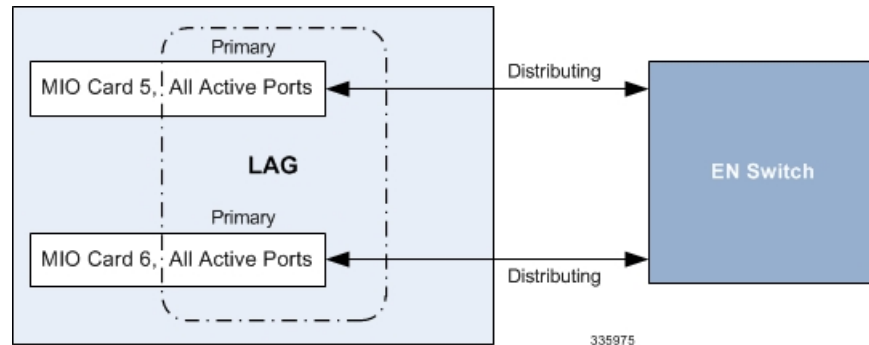 Primary
MIO Card 5, All Active Ports
Distributing
LAG
EN Switch
Primary
MIO Card 6, All Active Ports
Distributing
335975